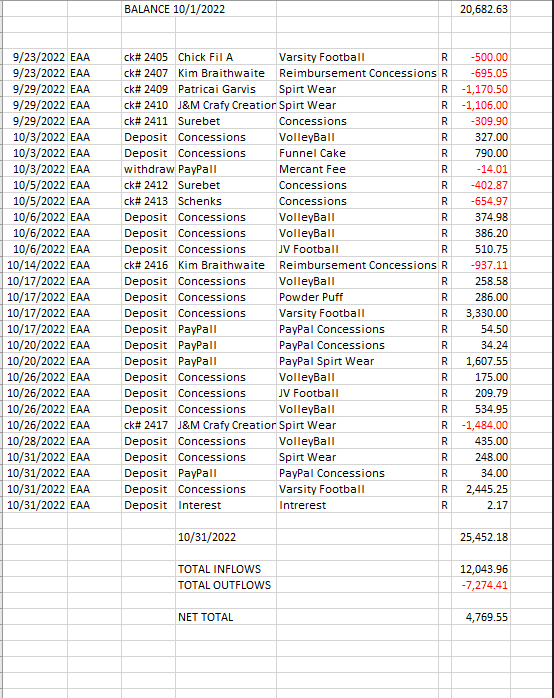 BALANCE 10/1/2022 20,682.63
9/23/2022 EAA ck# 2405 Chick Fil A Varsity Football R -500.00
9/23/2022 EAA ck# 2407 Kim Braithwaite Reimbursement Concessions R -695.05
9/29/2022 EAA ck# 2409 Patricai Garvis Spirt Wear R -1,170.50
9/29/2022 EAA ck# 2410 J&M Crafy Creation Spirt Wear R -1,106.00
9/29/2022 EAA ck# 2411 Surebet Concessions R -309.90
10/3/2022 EAA Deposit Concessions VolleyBall R 327.00
10/3/2022 EAA Deposit Concessions Funnel Cake R 790.00
10/3/2022 EAA withdraw PayPall Mercant Fee R -14.01
10/5/2022 EAA ck# 2412 Surebet Concessions R -402.87
10/5/2022 EAA ck# 2413 Schenks Concessions R -654.97
10/6/2022 EAA Deposit Concessions VolleyBall R 374.98
10/6/2022 EAA Deposit Concessions VolleyBall R 386.20
10/6/2022 EAA Deposit Concessions JV Football R 510.75
10/14/2022 EAA ck# 2416 Kim Braithwaite Reimbursement Concessions R -937.11
10/17/2022 EAA Deposit Concessions VolleyBall R 258.58
10/17/2022 EAA Deposit Concessions Powder Puff R 286.00
10/17/2022 EAA Deposit Concessions Varsity Football R 3,330.00
10/17/2022 EAA Deposit PayPall PayPal Concessions R 54.50
10/20/2022 EAA Deposit PayPall PayPal Concessions R 34.24
10/20/2022 EAA Deposit PayPall PayPal Spirt Wear R 1,607.55
10/26/2022 EAA Deposit Concessions VolleyBall R 175.00
10/26/2022 EAA Deposit Concessions JV Football R 209.79
10/26/2022 EAA Deposit Concessions VolleyBall R 534.95
10/26/2022 EAA ck# 2417 J&M Crafy Creation Spirt Wear R -1,484.00
10/28/2022 EAA Deposit Concessions VolleyBall R 435.00
10/31/2022 EAA Deposit Concessions Spirt Wear R 248.00
10/31/2022 EAA Deposit PayPall PayPal Concessions R 34.00
10/31/2022 EAA Deposit Concessions Varsity Football R 2,445.25
10/31/2022 EAA Deposit Interest Intrerest R 2.17
10/31/2022 25,452.18
TOTAL INFLOWS 12,043.96
TOTAL OUTFLOWS -7,274.41
NET TOTAL 4,769.55